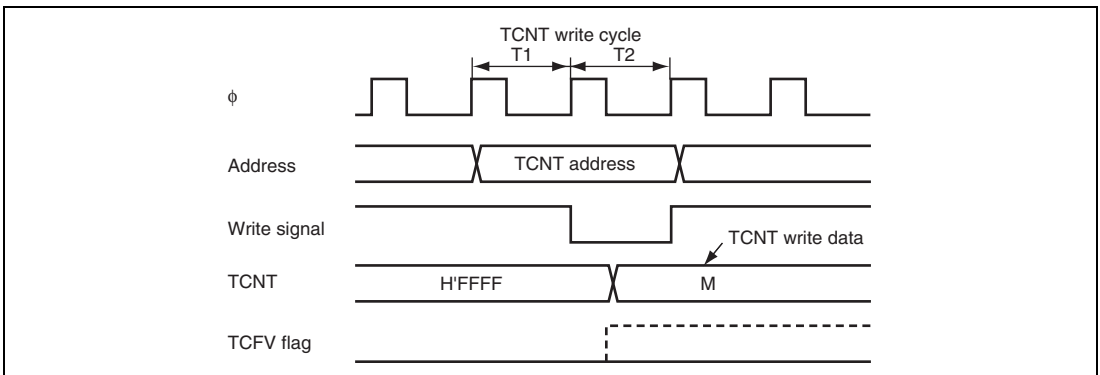 TCNT write cycle
T1 T2
ϕ
Address TCNT address
Write signal
TCNT write data
TCNT H'FFFF M
TCFV flag